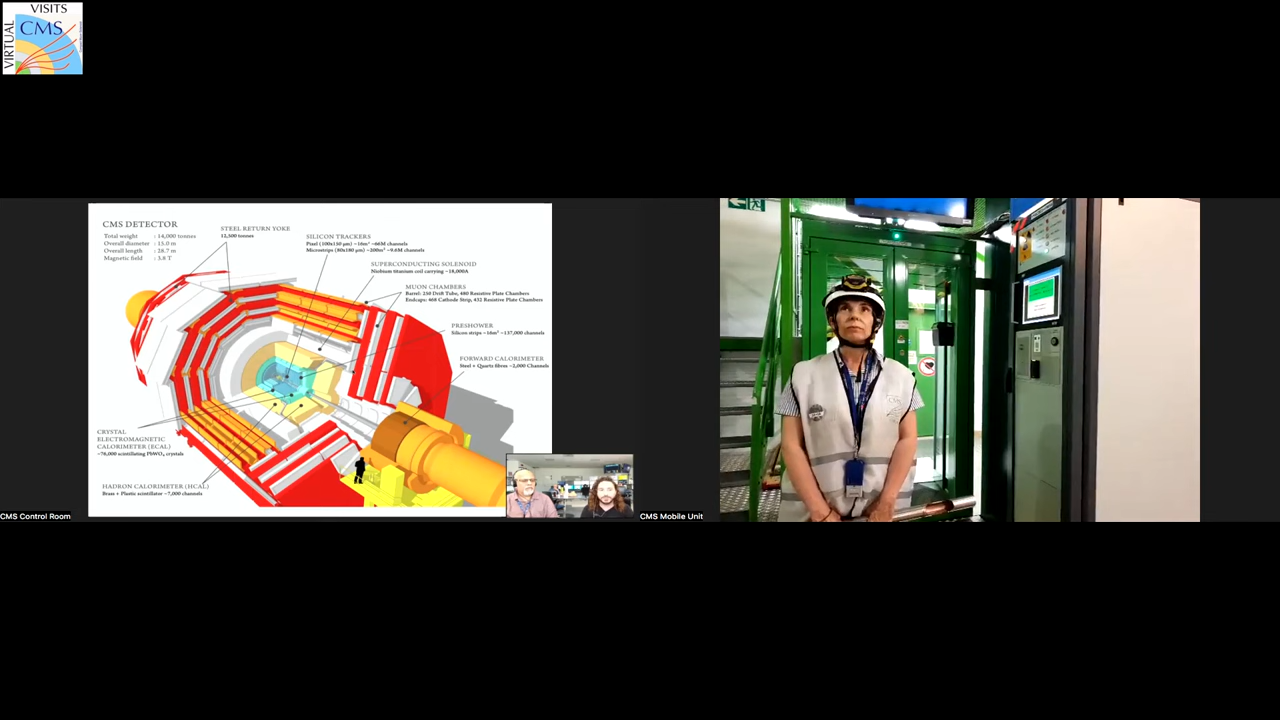 VISITS
CMS
VIRTUAL
CMS DETECTOR
Total weight : 14,000 tonnes
Overall diameter : 15.0 m
Overall length : 28.7 m
Magnetic field : 3.8 T
STEEL RETURN YOKE
12,500 tonnes
SILICON TRACKERS
Pixel (100x150 μm) ~16m² ~66M channels
Microstrips (80x180 μm) ~200m² ~9.6M channels
SUPERCONDUCTING SOLENOID
Niobium titanium coil carrying ~18,000A
MUON CHAMBERS
Barrel: 250 Drift Tube, 480 Resistive Plate Chambers
Endcaps: 468 Cathode Strip, 432 Resistive Plate Chambers
PRESHOWER
Silicon strips ~16m² ~137,000 channels
FORWARD CALORIMETER
Steel + Quartz fibres ~2,000 Channels
CRYSTAL
ELECTROMAGNETIC
CALORIMETER (ECAL)
~76,000 scintillating PbWO₄ crystals
HADRON CALORIMETER (HCAL)
Brass + Plastic scintillator ~7,000 channels
CMS Control Room
CMS Mobile Unit